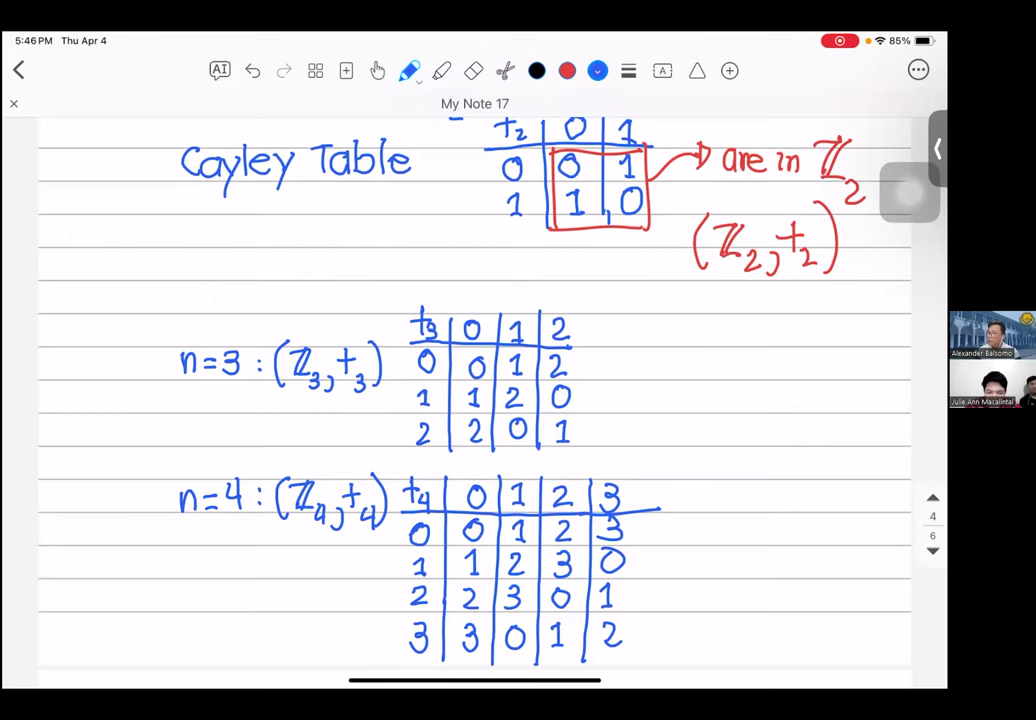 5:46 PM Thu Apr 4
85%
AI
A
My Note 17
Cayley Table
+₂ 0 1
0 0 1
1 1 0
are in ℤ₂
(ℤ₂, +₂)
n=3 : (ℤ₃, +₃)
+₃ 0 1 2
0 0 1 2
1 1 2 0
2 2 0 1
n=4 : (ℤ₄, +₄)
+₄ 0 1 2 3
0 0 1 2 3
1 1 2 3 0
2 2 3 0 1
3 3 0 1 2
4
6
Alexander Balsomo
Julie Ann Macalintal